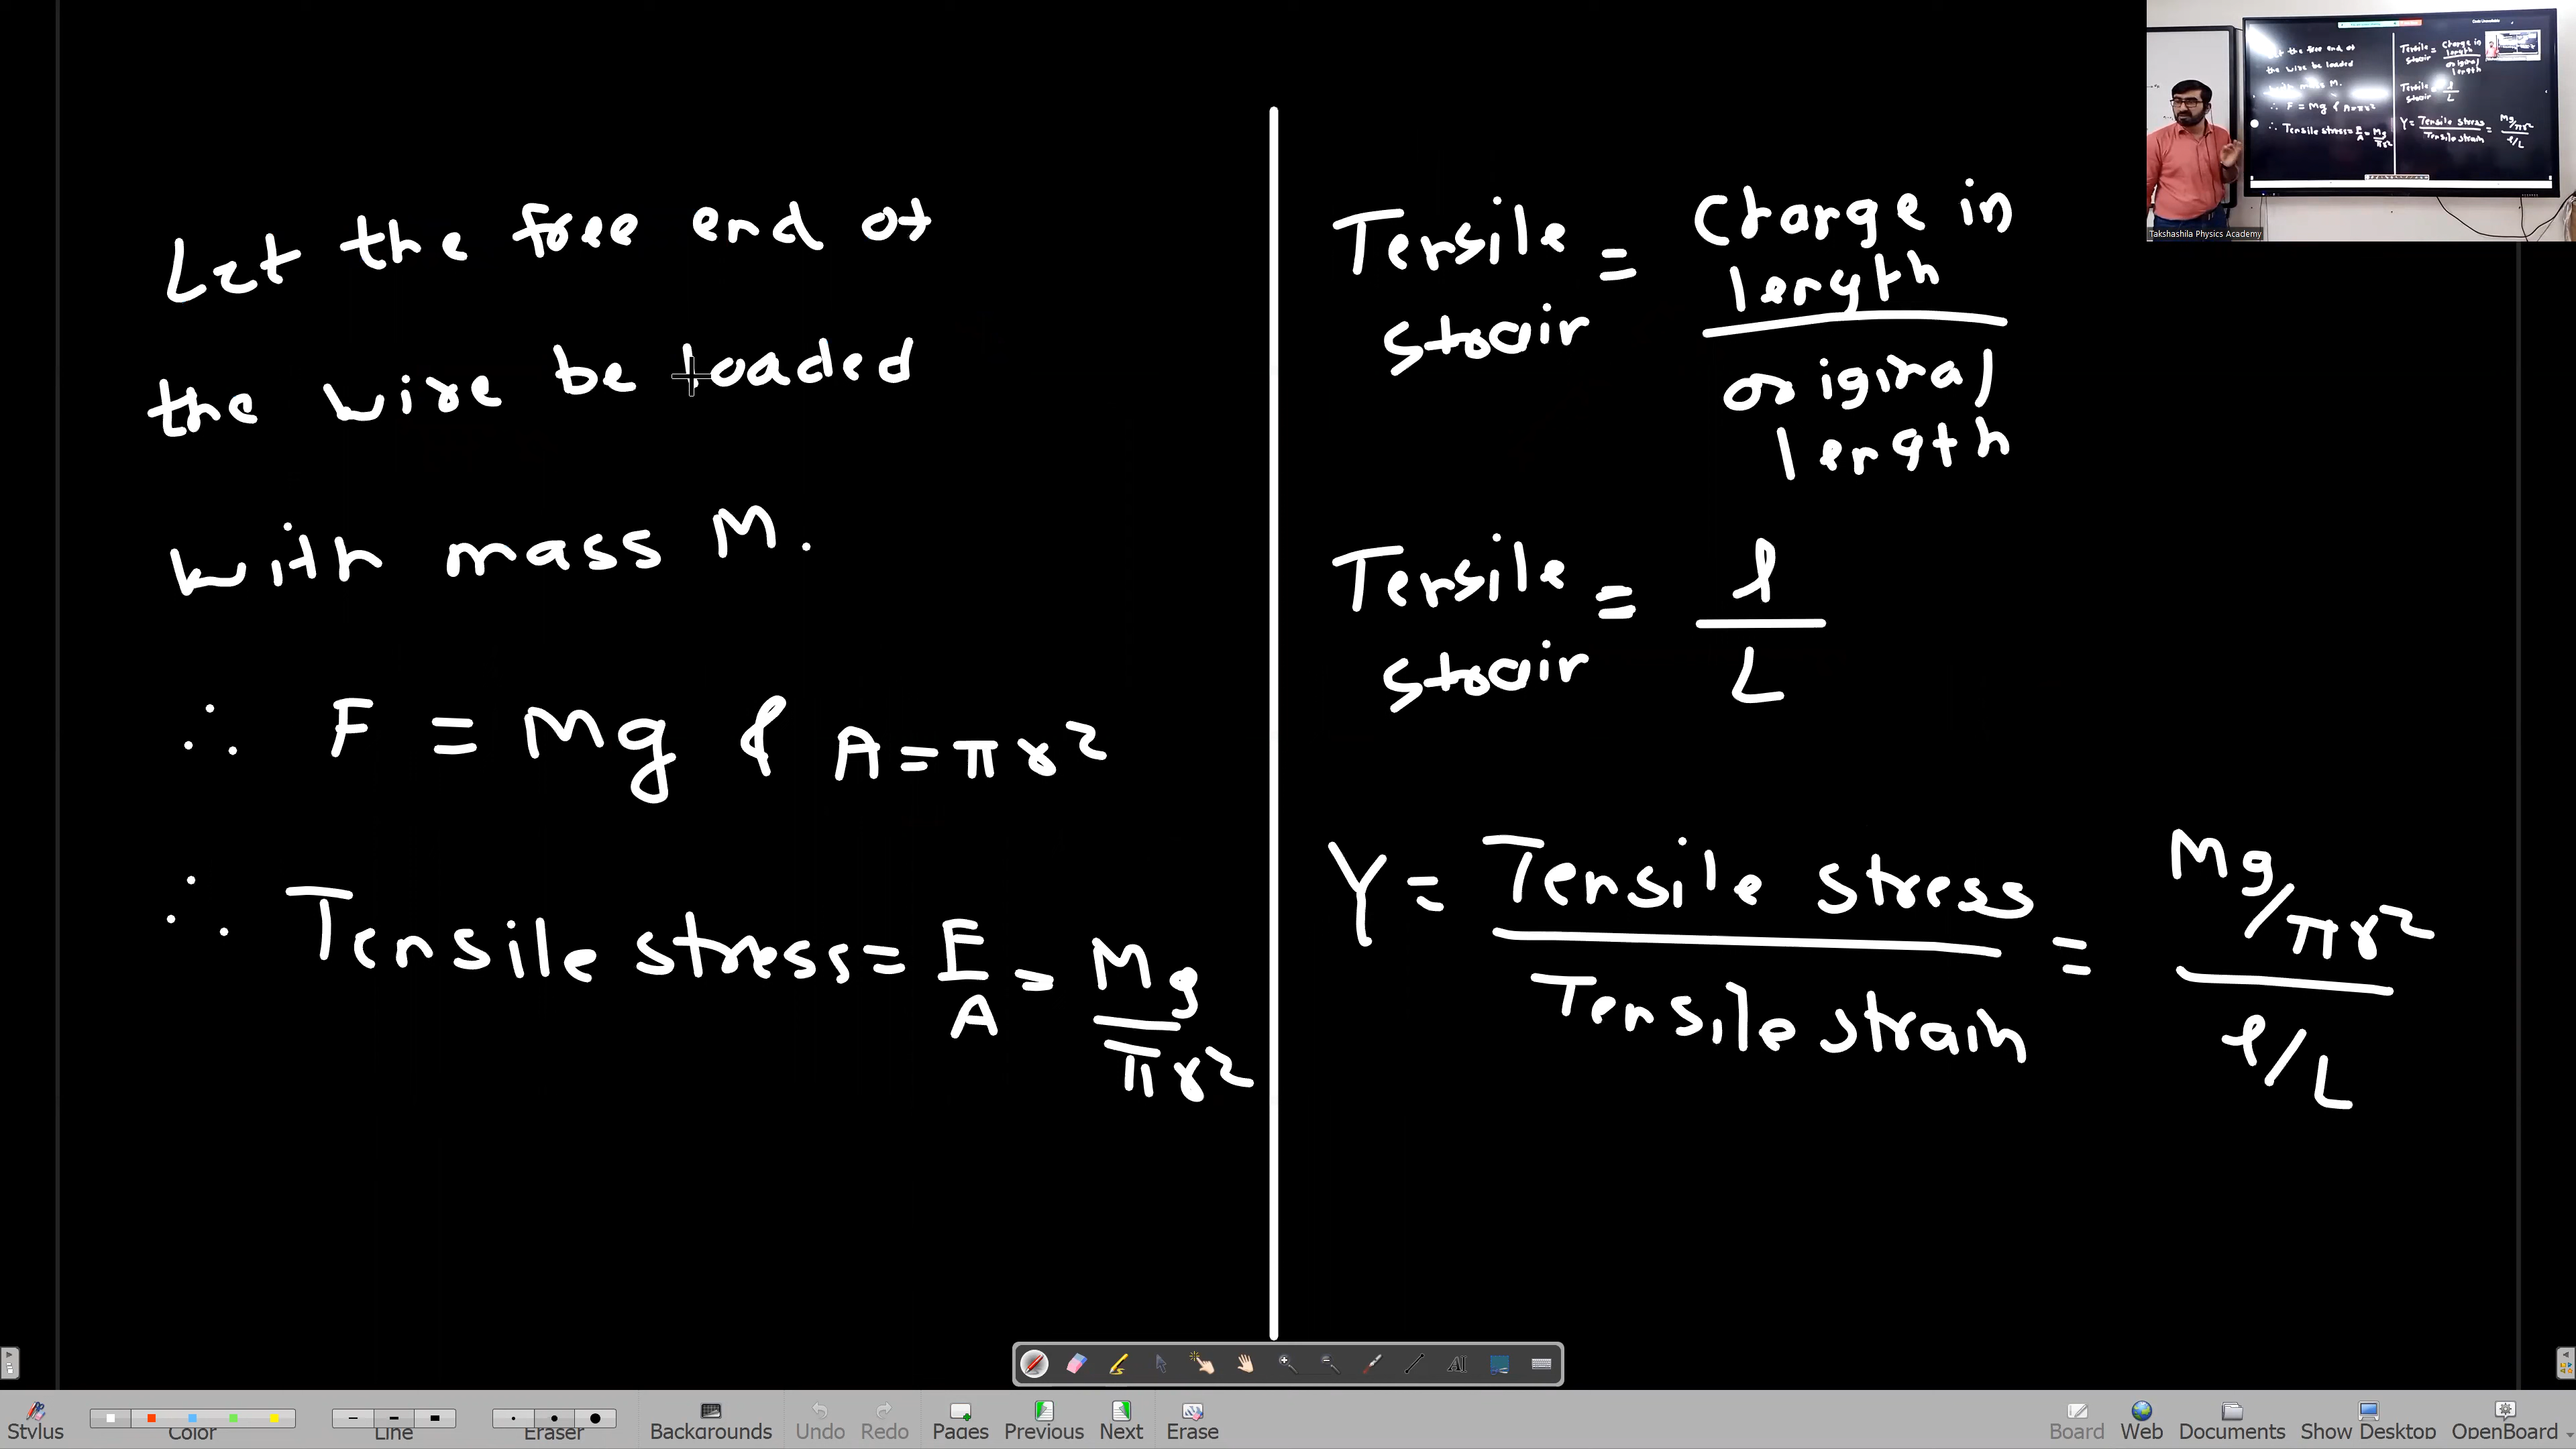 Let the free end of
the wire be loaded
with mass M.
∴ F = Mg & A = πr²
∴ Tensile stress = F/A = Mg/πr²
Tensile strain = Change in length / original length
Tensile strain = l/L
Y = Tensile stress / Tensile strain = Mg/πr² / l/L
Takshashila Physics Academy
Stylus
Color
Line
Eraser
Backgrounds
Undo
Redo
Pages
Previous
Next
Erase
Board
Web
Documents
Show Desktop
OpenBoard